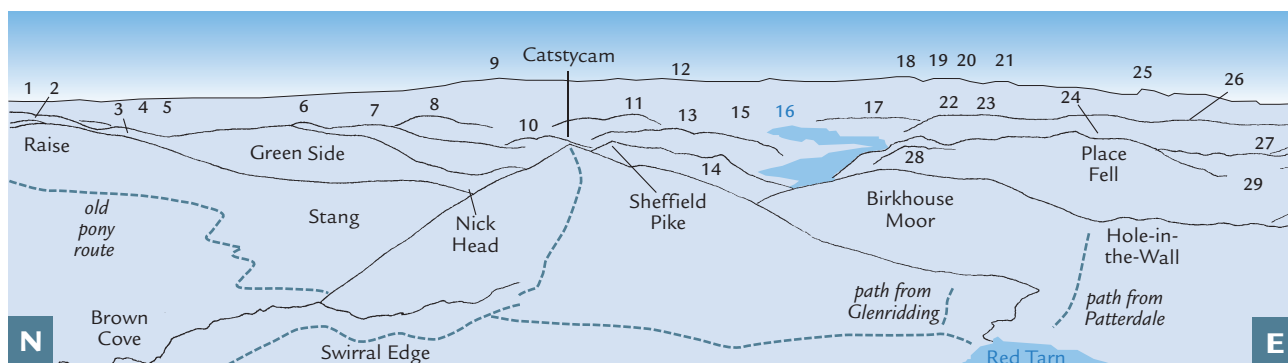 Catstycam
1
2
3
4
5
6
7
8
9
10
11
12
13
14
15
16
17
18
19
20
21
22
23
24
25
26
27
28
29
Raise
Green Side
Stang
old
pony
route
Nick
Head
Sheffield
Pike
Birkhouse
Moor
Place
Fell
Hole-in-
the-Wall
path from
Glenridding
path from
Patterdale
Brown
Cove
Swirral Edge
Red Tarn
N
E